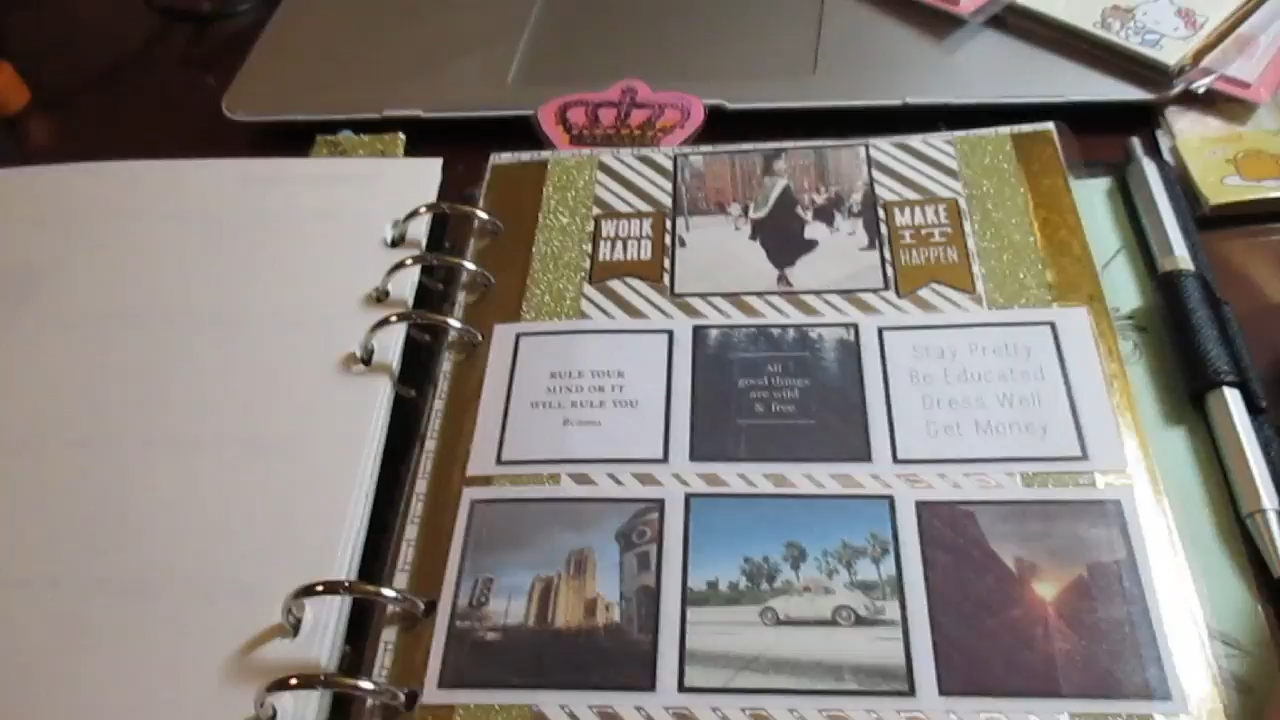 WORK
HARD
MAKE
IT
HAPPEN
RULE YOUR
MIND OR IT
WILL RULE YOU
All
good things
are wild
& free
Stay Pretty
Be Educated
Dress Well
Get Money